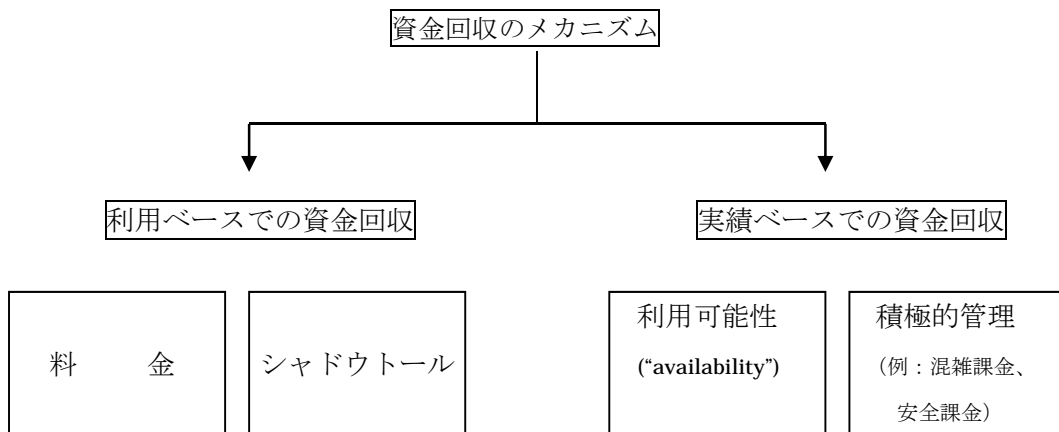 資金回収のメカニズム
利用ベースでの資金回収
実績ベースでの資金回収
料　　金
シャドウトール
利用可能性
(“availability”)
積極的管理
（例：混雑課金、
安全課金）